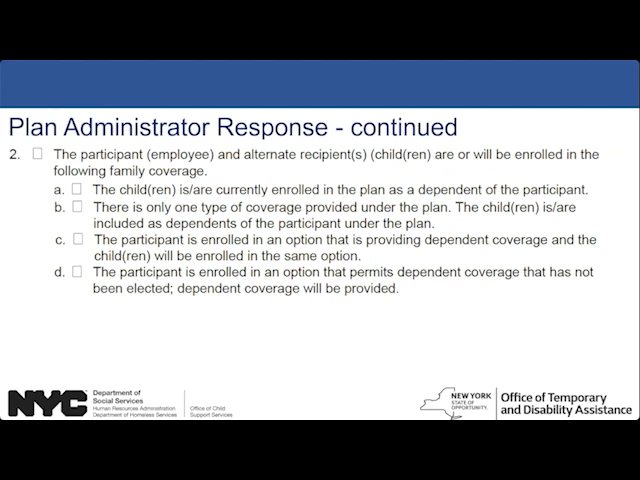 Plan Administrator Response - continued
2. ☐ The participant (employee) and alternate recipient(s) (child(ren) are or will be enrolled in the
following family coverage.
a. ☐ The child(ren) is/are currently enrolled in the plan as a dependent of the participant.
b. ☐ There is only one type of coverage provided under the plan. The child(ren) is/are
included as dependents of the participant under the plan.
c. ☐ The participant is enrolled in an option that is providing dependent coverage and the
child(ren) will be enrolled in the same option.
d. ☐ The participant is enrolled in an option that permits dependent coverage that has not
been elected; dependent coverage will be provided.
NYC
Department of
Social Services
Human Resources Administration
Department of Homeless Services
Office of Child
Support Services
NEW YORK
STATE OF
OPPORTUNITY.
Office of Temporary
and Disability Assistance